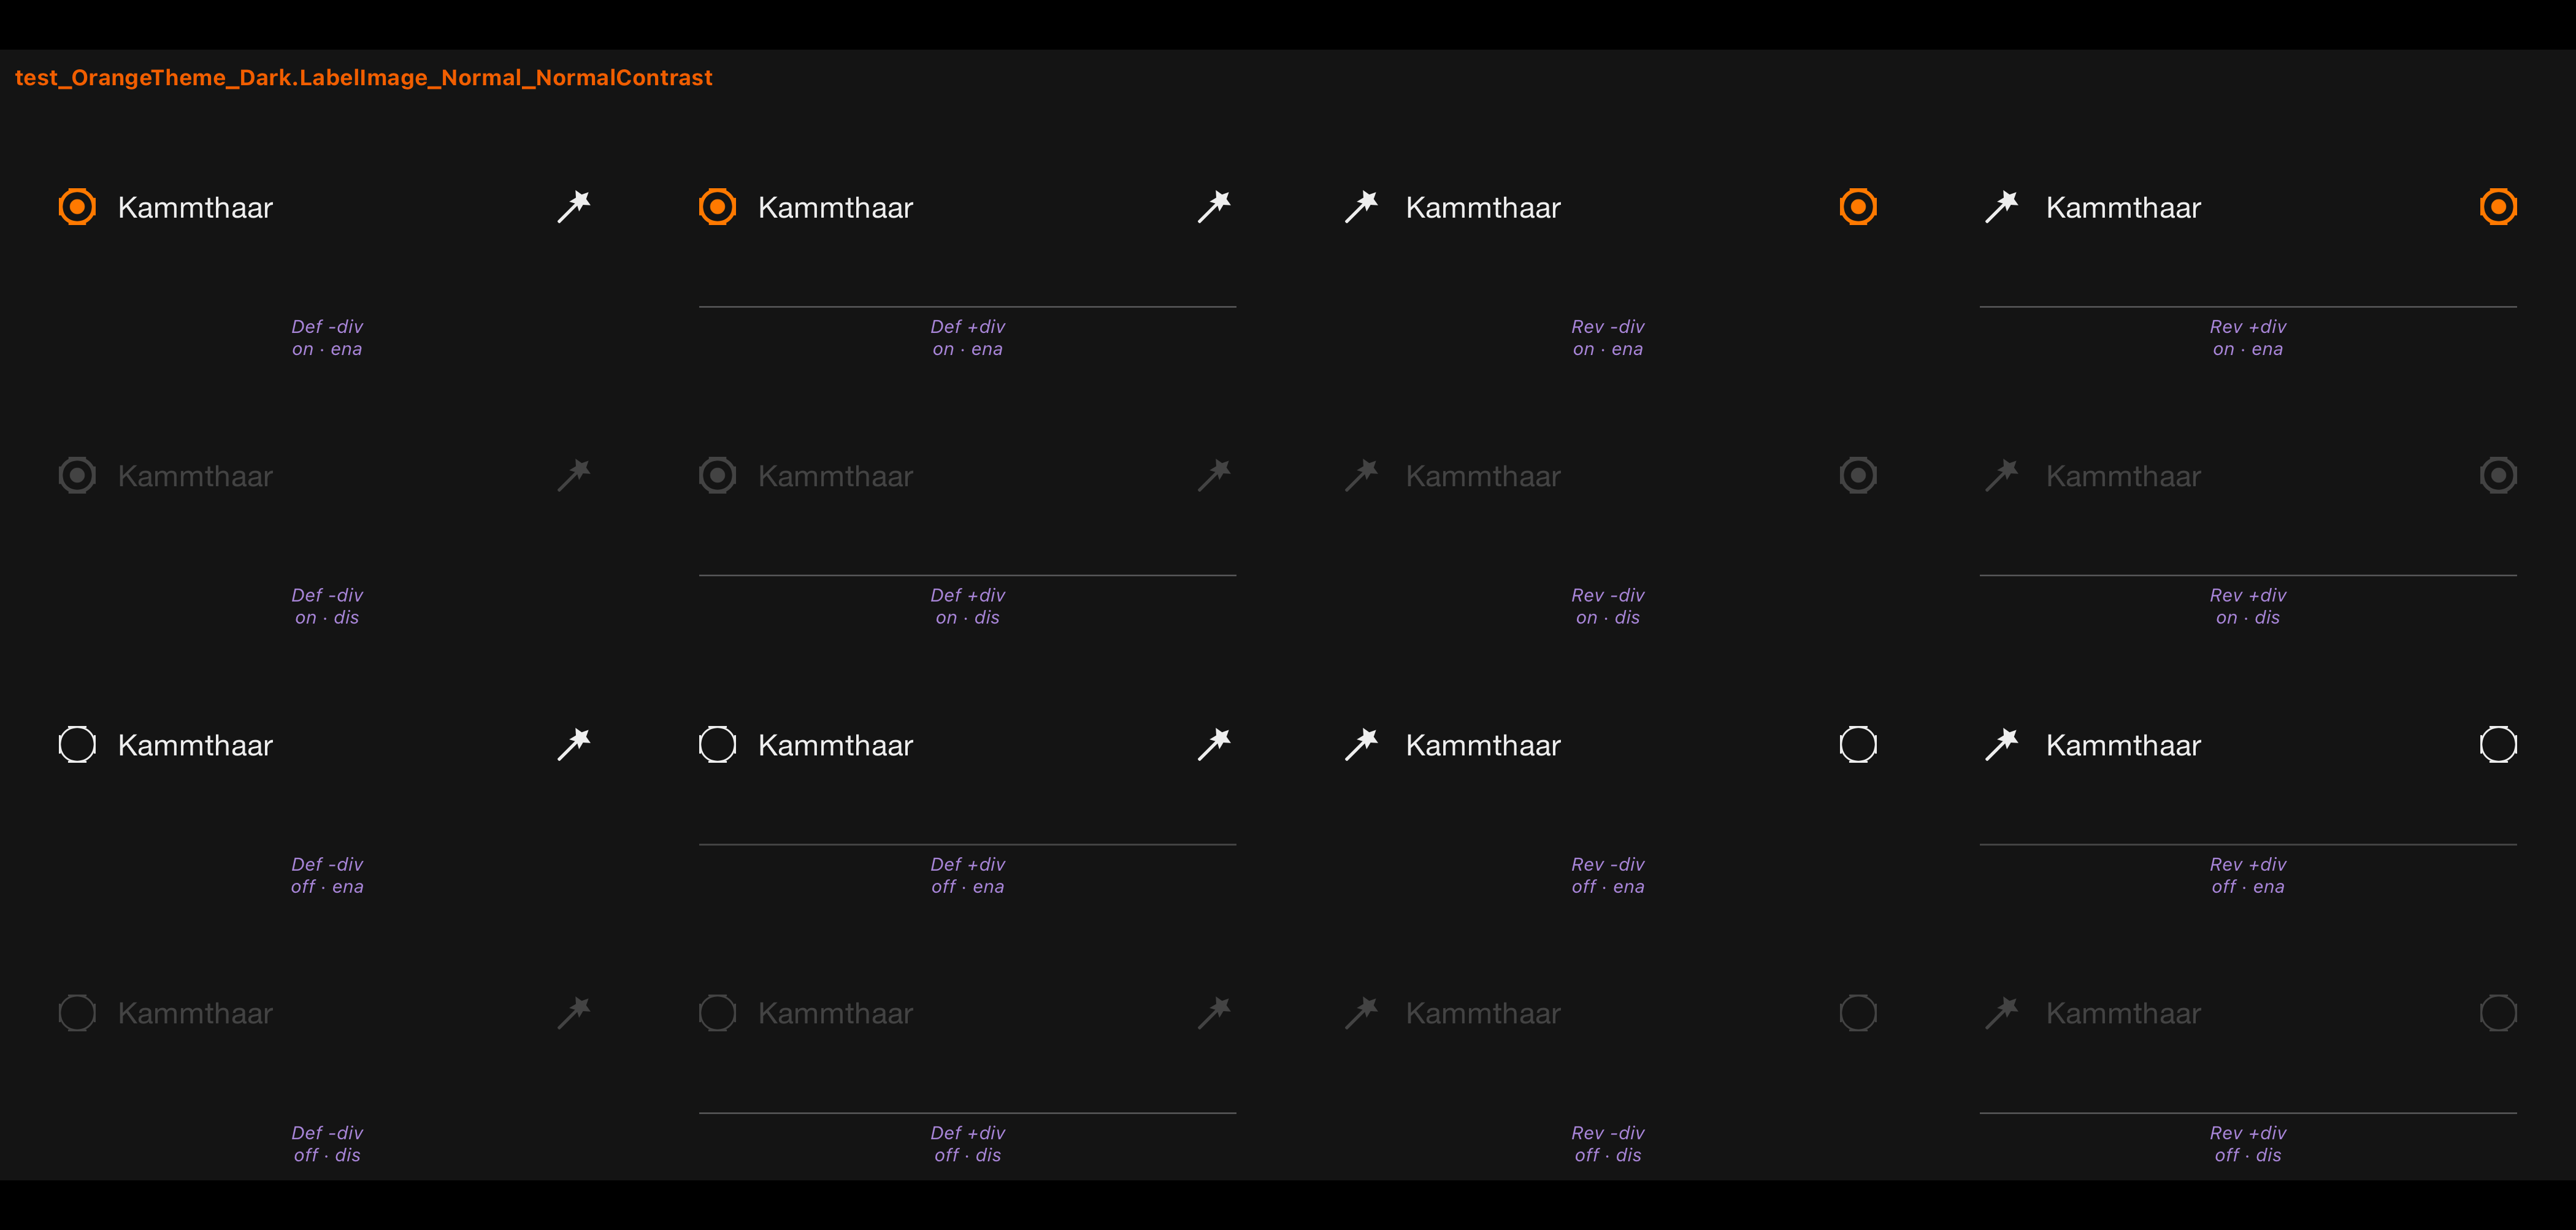 test_OrangeTheme_Dark.LabelImage_Normal_NormalContrast
Kammthaar
Kammthaar
Kammthaar
Kammthaar
Def -div
on · ena
Def +div
on · ena
Rev -div
on · ena
Rev +div
on · ena
Kammthaar
Kammthaar
Kammthaar
Kammthaar
Def -div
on · dis
Def +div
on · dis
Rev -div
on · dis
Rev +div
on · dis
Kammthaar
Kammthaar
Kammthaar
Kammthaar
Def -div
off · ena
Def +div
off · ena
Rev -div
off · ena
Rev +div
off · ena
Kammthaar
Kammthaar
Kammthaar
Kammthaar
Def -div
off · dis
Def +div
off · dis
Rev -div
off · dis
Rev +div
off · dis